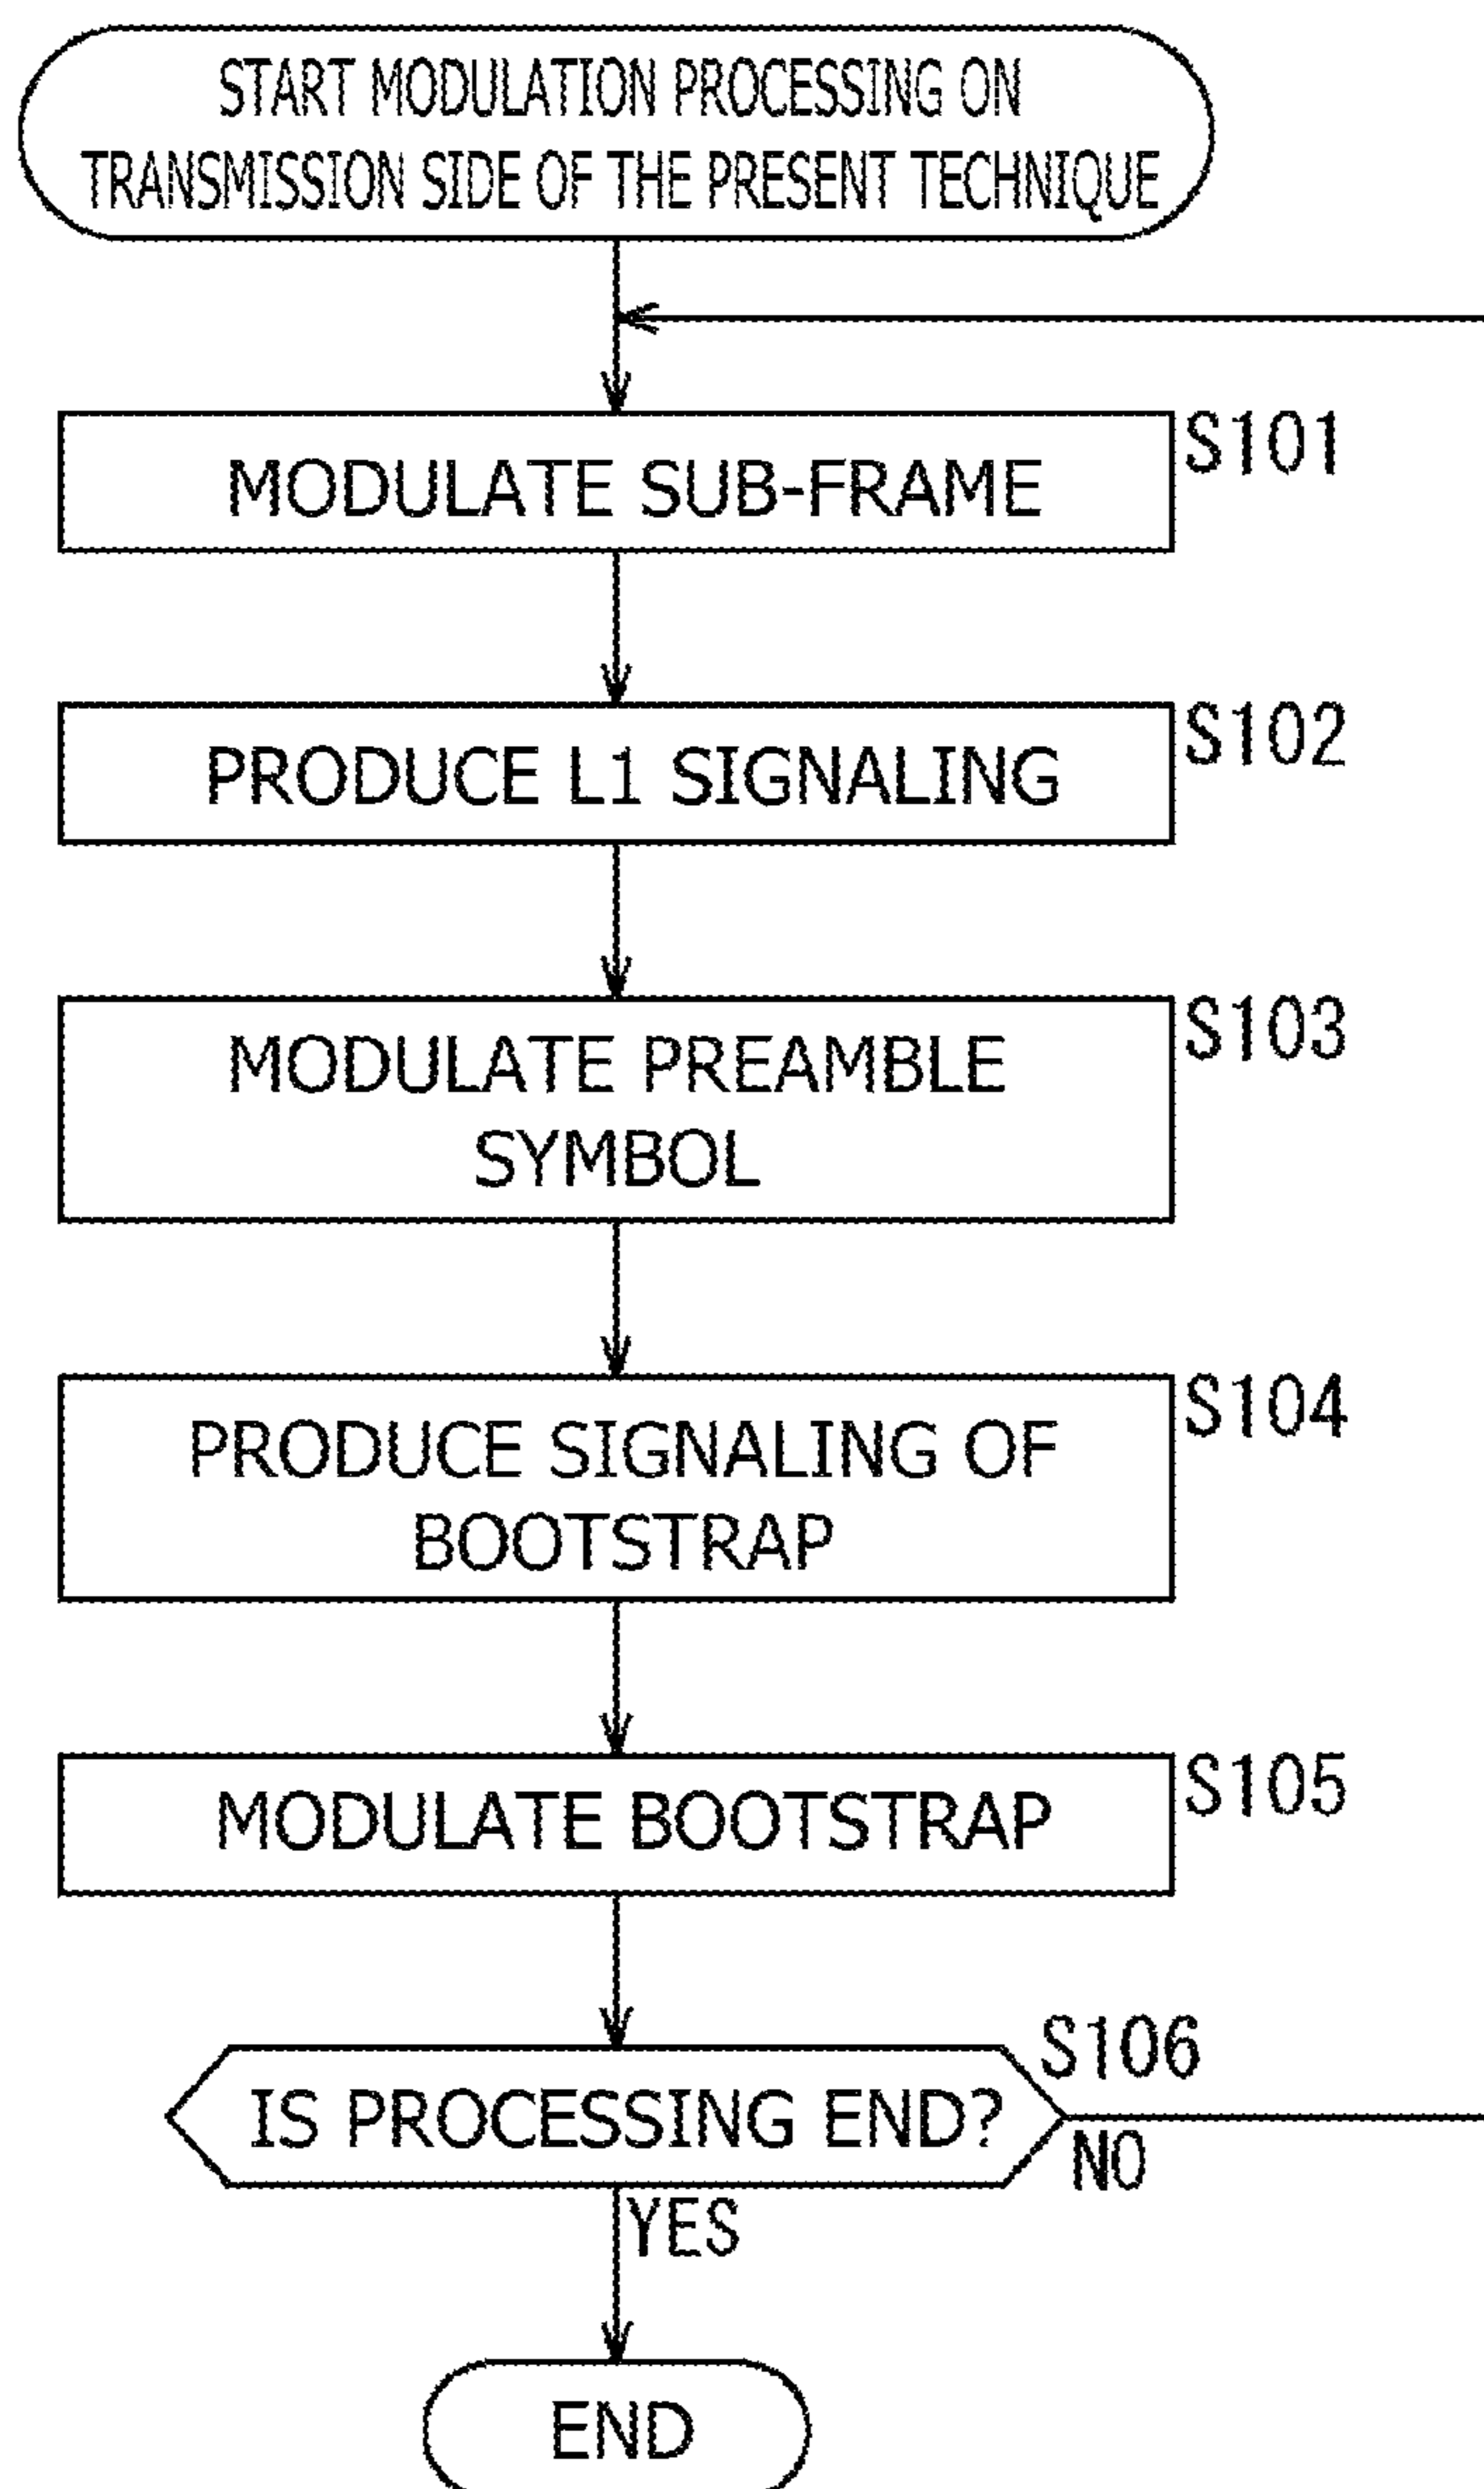 START MODULATION PROCESSING ON
TRANSMISSION SIDE OF THE PRESENT TECHNIQUE
S101
MODULATE SUB-FRAME
S102
PRODUCE L1 SIGNALING
S103
MODULATE PREAMBLE
SYMBOL
S104
PRODUCE SIGNALING OF
BOOTSTRAP
S105
MODULATE BOOTSTRAP
S106
IS PROCESSING END?
NO
YES
END